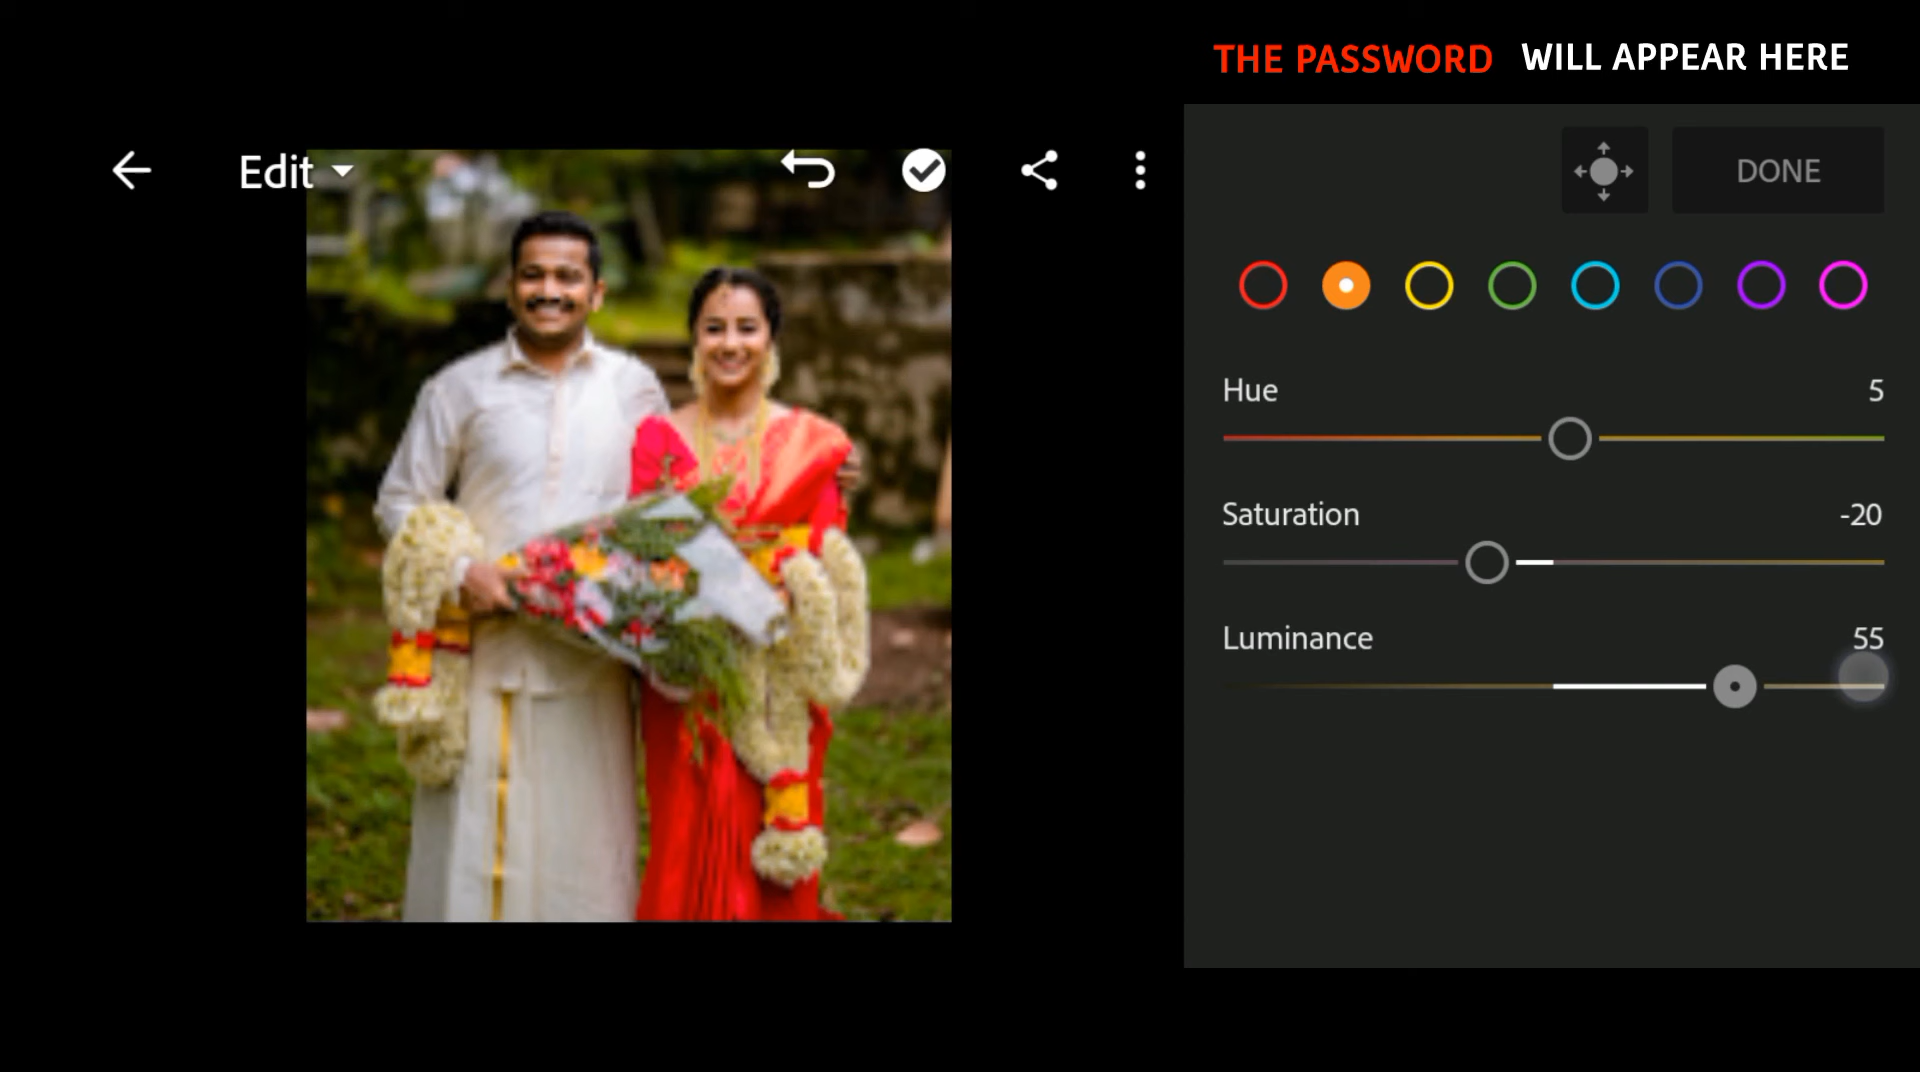 THE PASSWORD WILL APPEAR HERE
Edit
DONE
Hue 5
Saturation -20
Luminance 55